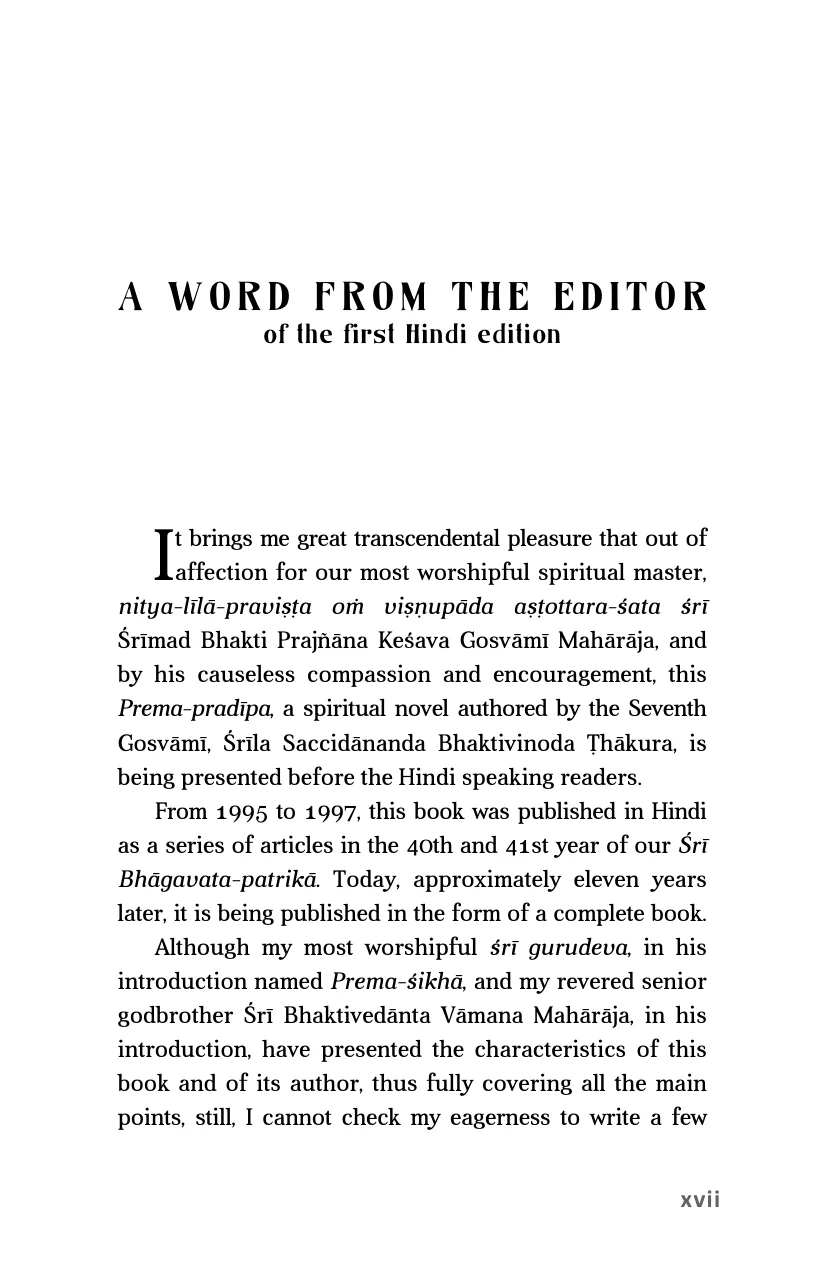 A WORD FROM THE EDITOR
of the first Hindi edition
It brings me great transcendental pleasure that out of
affection for our most worshipful spiritual master,
nitya-līlā-praviṣṭa oṁ viṣṇupāda aṣṭottara-śata śrī
Śrīmad Bhakti Prajñāna Keśava Gosvāmī Mahārāja, and
by his causeless compassion and encouragement, this
Prema-pradīpa, a spiritual novel authored by the Seventh
Gosvāmī, Śrīla Saccidānanda Bhaktivinoda Ṭhākura, is
being presented before the Hindi speaking readers.
From 1995 to 1997, this book was published in Hindi
as a series of articles in the 40th and 41st year of our Śrī
Bhāgavata-patrikā. Today, approximately eleven years
later, it is being published in the form of a complete book.
Although my most worshipful śrī gurudeva, in his
introduction named Prema-śikhā, and my revered senior
godbrother Śrī Bhaktivedānta Vāmana Mahārāja, in his
introduction, have presented the characteristics of this
book and of its author, thus fully covering all the main
points, still, I cannot check my eagerness to write a few
xvii